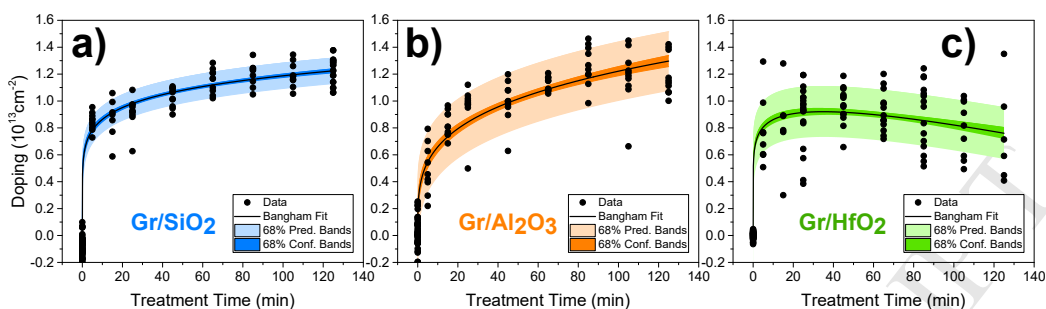 a)
b)
c)
Doping (10¹³cm⁻²)
1.6
1.4
1.2
1.0
0.8
0.6
0.4
0.2
0.0
-0.2
0 20 40 60 80 100 120 140
Treatment Time (min)
Gr/SiO₂
Data
Bangham Fit
68% Pred. Bands
68% Conf. Bands
1.6
1.4
1.2
1.0
0.8
0.6
0.4
0.2
0.0
-0.2
0 20 40 60 80 100 120 140
Treatment Time (min)
Gr/Al₂O₃
Data
Bangham Fit
68% Pred. Bands
68% Conf. Bands
1.6
1.4
1.2
1.0
0.8
0.6
0.4
0.2
0.0
-0.2
0 20 40 60 80 100 120 140
Treatment Time (min)
Gr/HfO₂
Data
Bangham Fit
68% Pred. Bands
68% Conf. Bands